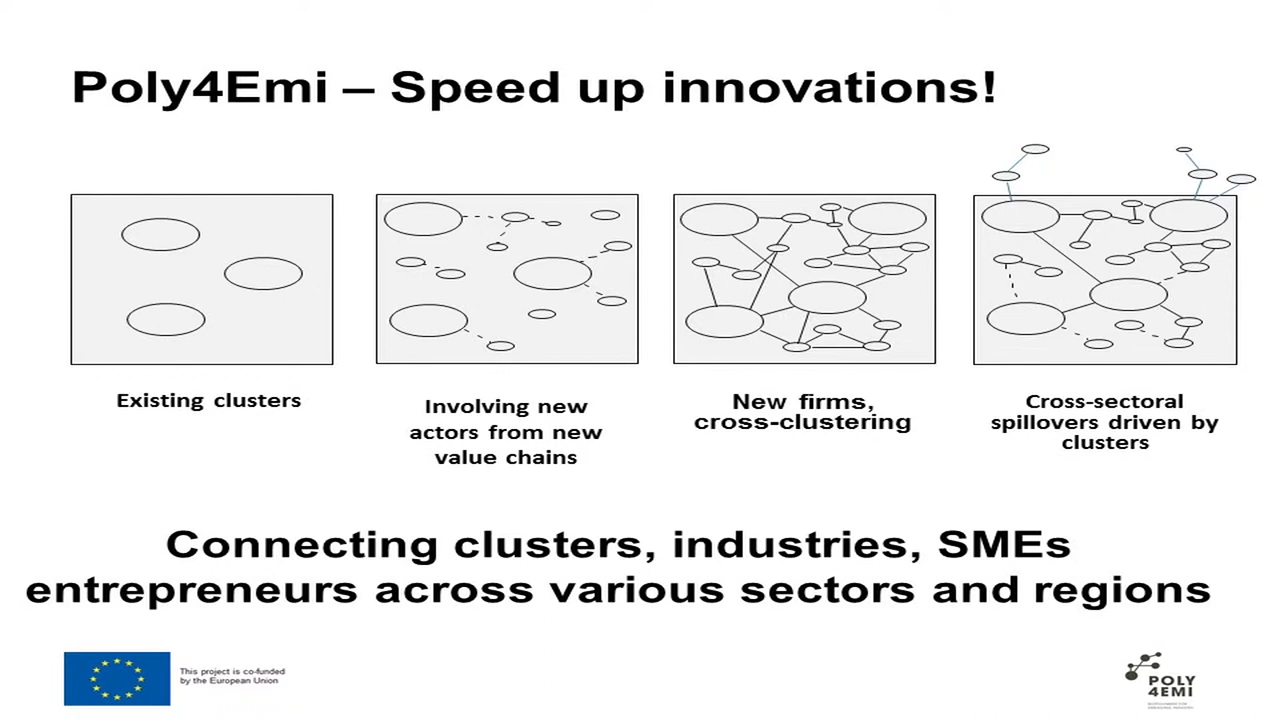 Poly4Emi – Speed up innovations!
Existing clusters
Involving new
actors from new
value chains
New firms,
cross-clustering
Cross-sectoral
spillovers driven by
clusters
Connecting clusters, industries, SMEs
entrepreneurs across various sectors and regions
This project is co-funded
by the European Union
POLY
4EMI